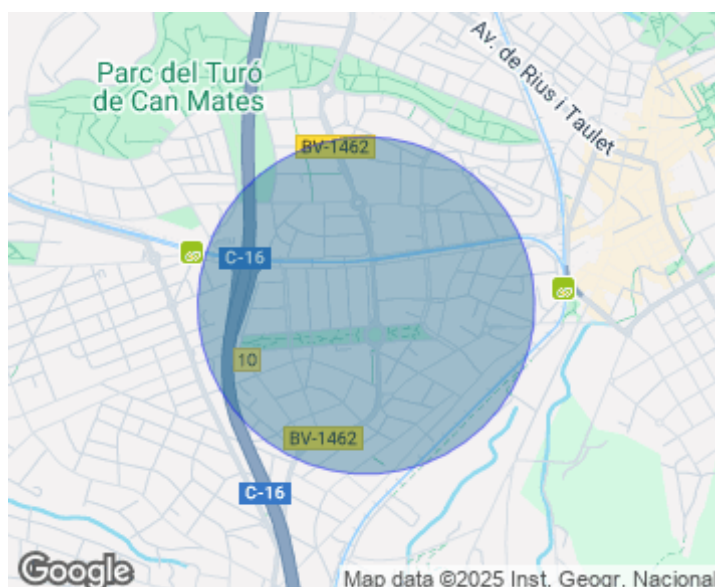 Parc del Turó
de Can Mates
Av. de Rius i Taulet
BV-1462
C-16
10
BV-1462
C-16
Google
Map data ©2025 Inst. Geogr. Nacional